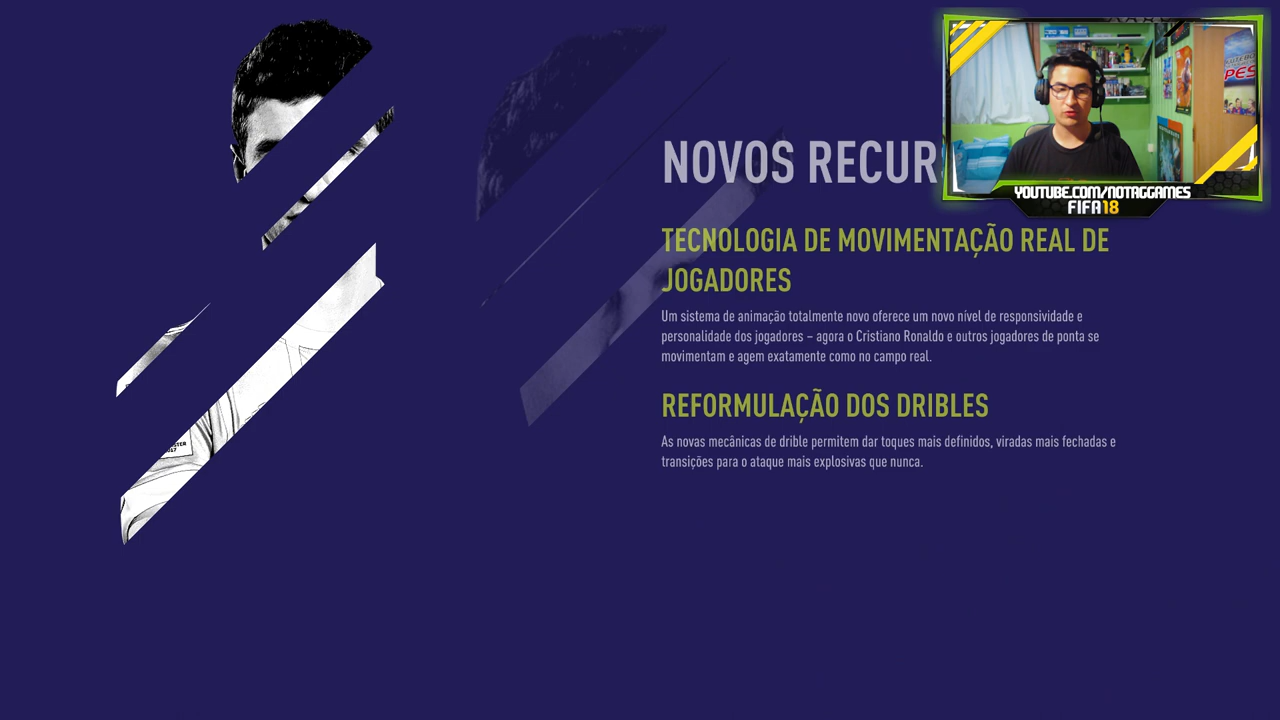 NOVOS RECUR
TECNOLOGIA DE MOVIMENTAÇÃO REAL DE
JOGADORES
Um sistema de animação totalmente novo oferece um novo nível de responsividade e
personalidade dos jogadores – agora o Cristiano Ronaldo e outros jogadores de ponta se
movimentam e agem exatamente como no campo real.
REFORMULAÇÃO DOS DRIBLES
As novas mecânicas de drible permitem dar toques mais definidos, viradas mais fechadas e
transições para o ataque mais explosivas que nunca.
PES
YOUTUBE.COM/NOTAGGAMES
FIFA18